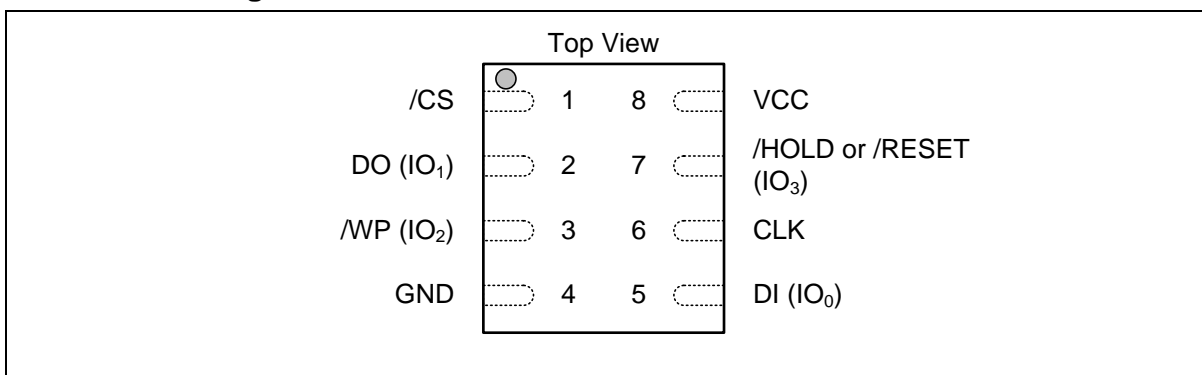 Top View
/CS 1 8 VCC
DO (IO₁) 2 7 /HOLD or /RESET
(IO₃)
/WP (IO₂) 3 6 CLK
GND 4 5 DI (IO₀)